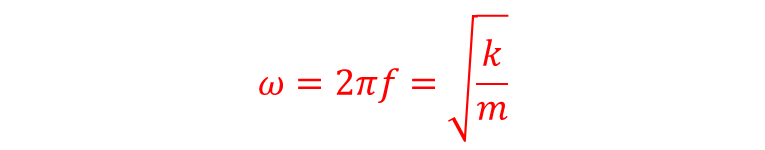 ω = 2πf = √(k/m)